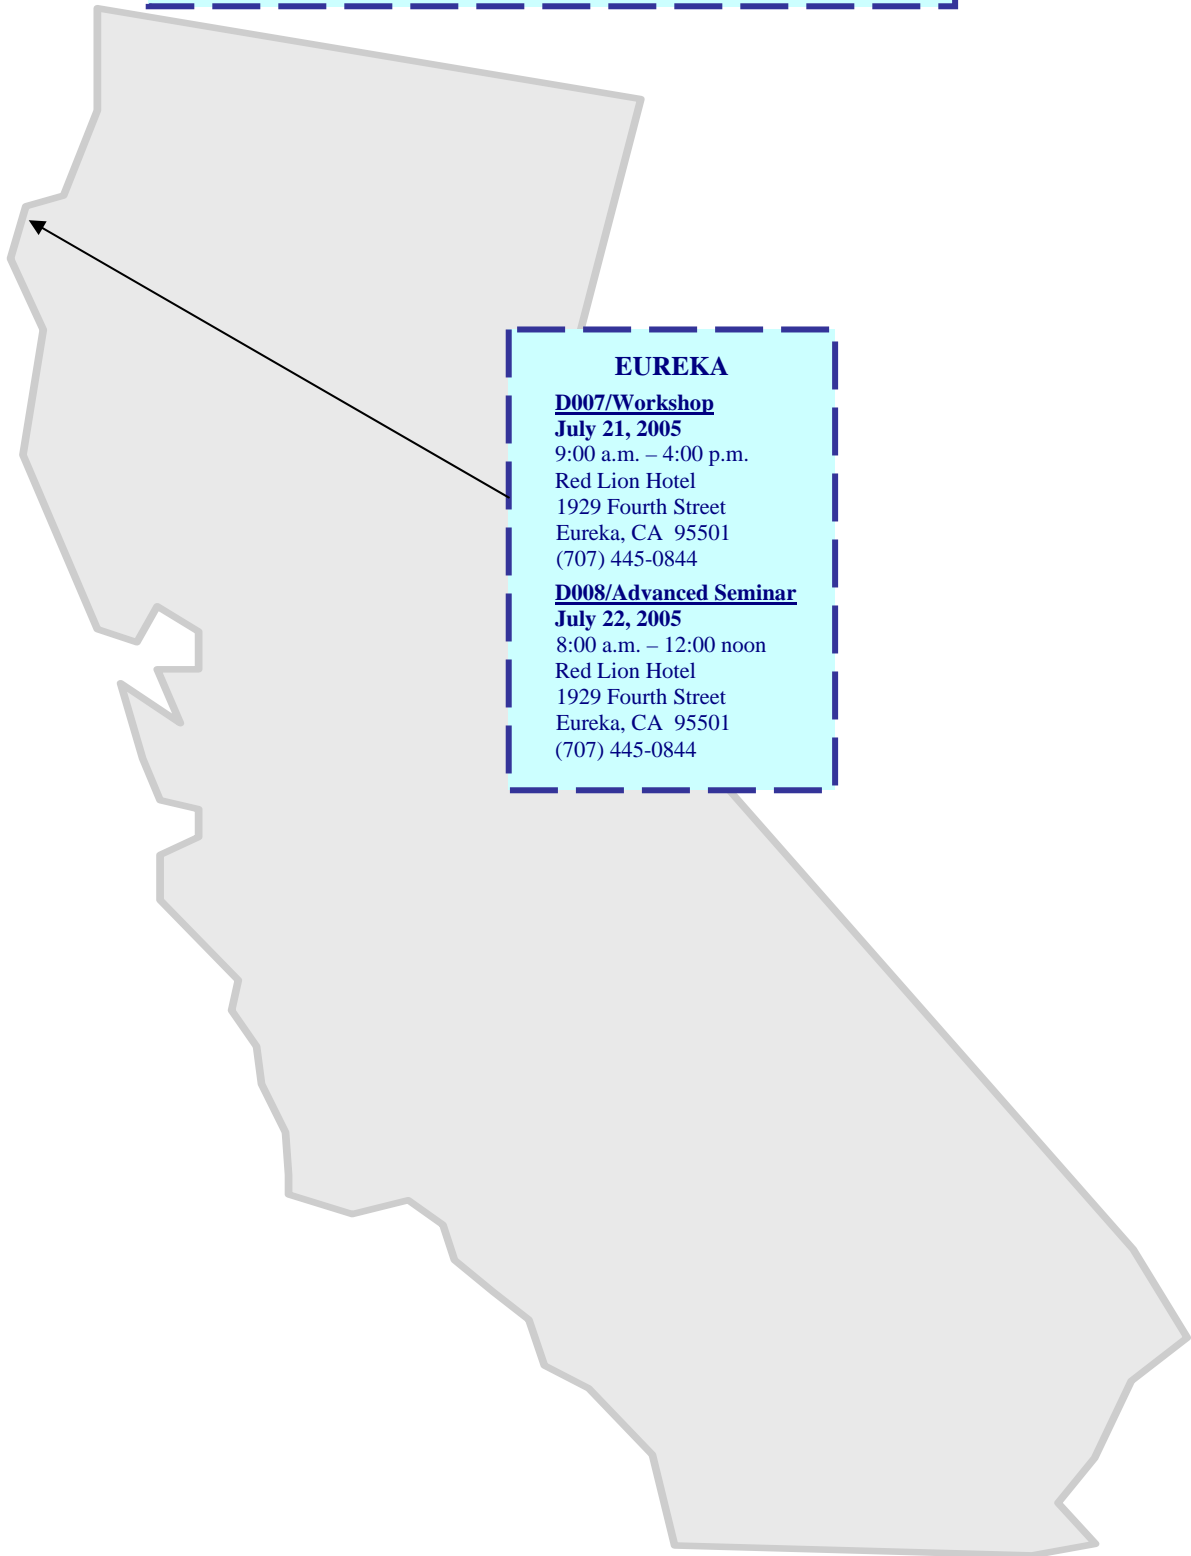 EUREKA
D007/Workshop
July 21, 2005
9:00 a.m. – 4:00 p.m.
Red Lion Hotel
1929 Fourth Street
Eureka, CA  95501
(707) 445-0844
D008/Advanced Seminar
July 22, 2005
8:00 a.m. – 12:00 noon
Red Lion Hotel
1929 Fourth Street
Eureka, CA  95501
(707) 445-0844